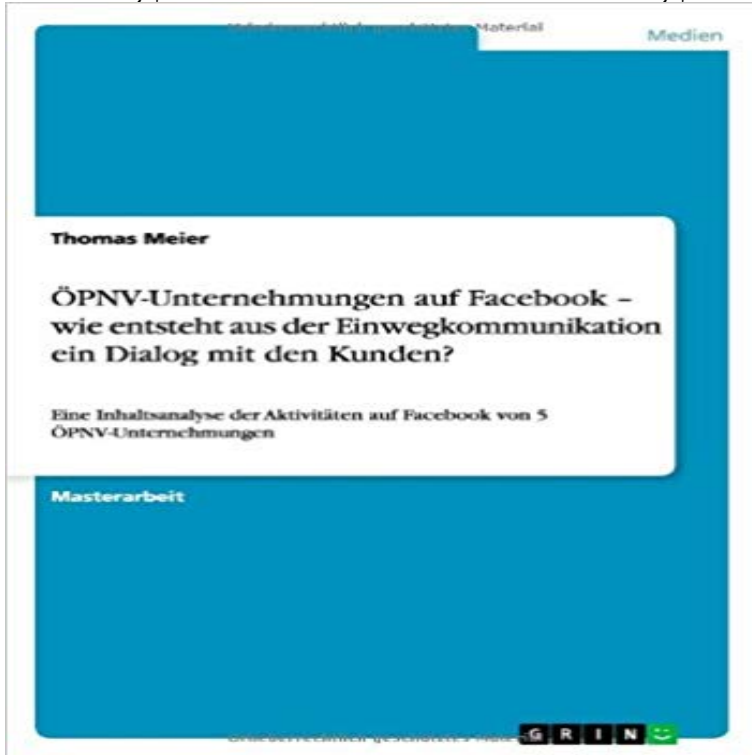 Material
Medien
Thomas Meier
ÖPNV-Unternehmungen auf Facebook –
wie entsteht aus der Einwegkommunikation
ein Dialog mit den Kunden?
Eine Inhaltsanalyse der Aktivitäten auf Facebook von 5
ÖPNV-Unternehmungen
Masterarbeit
GRIN